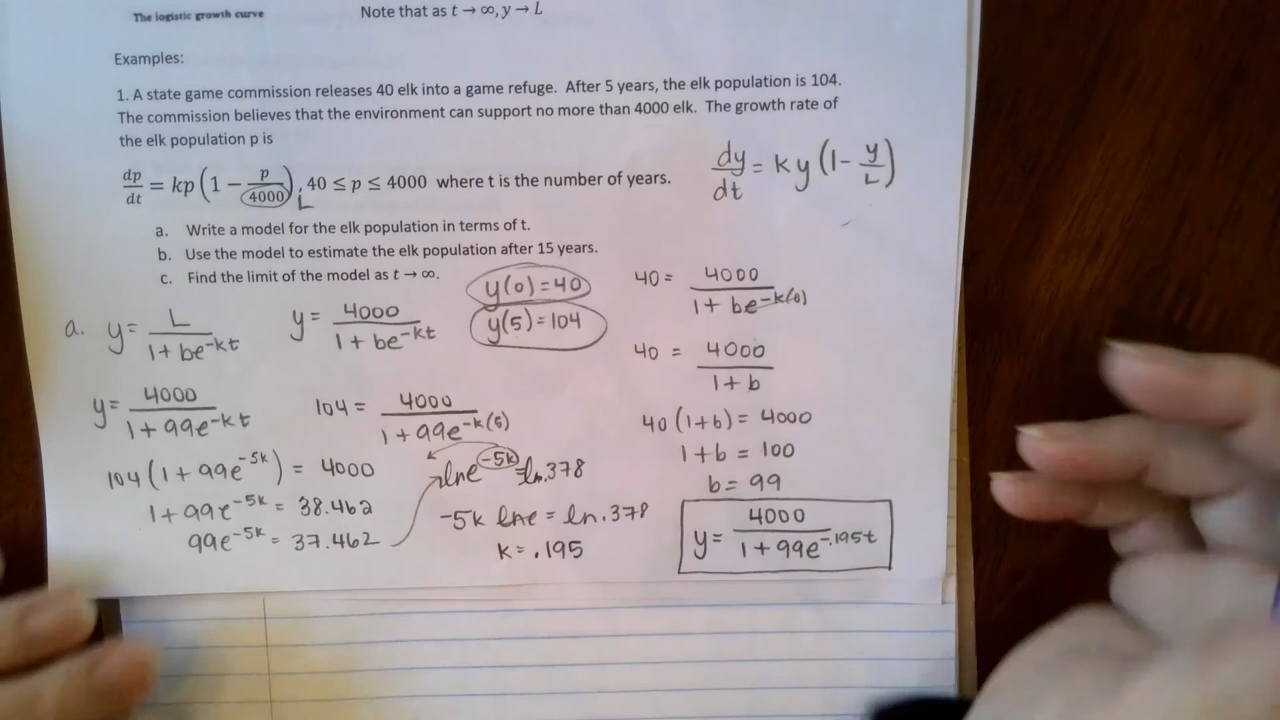 The logistic growth curve
Note that as t → ∞, y → L
Examples:
1. A state game commission releases 40 elk into a game refuge. After 5 years, the elk population is 104.
The commission believes that the environment can support no more than 4000 elk. The growth rate of
the elk population p is
dp/dt = kp(1 − p/4000), 40 ≤ p ≤ 4000 where t is the number of years.
L
dy/dt = ky(1 - y/L)
a. Write a model for the elk population in terms of t.
b. Use the model to estimate the elk population after 15 years.
c. Find the limit of the model as t → ∞.
a. y = L/(1 + be^-kt)
y = 4000/(1 + be^-kt)
y(0) = 40
y(5) = 104
40 = 4000/(1 + be^-k(0))
40 = 4000/(1 + b)
40(1+b) = 4000
1+b = 100
b = 99
y = 4000/(1 + 99e^-kt)
104 = 4000/(1 + 99e^-k(5))
104(1 + 99e^-5k) = 4000
1 + 99e^-5k = 38.462
99e^-5k = 37.462
lne^-5k = ln.378
-5k lne = ln.378
k = .195
y = 4000/(1 + 99e^-.195t)